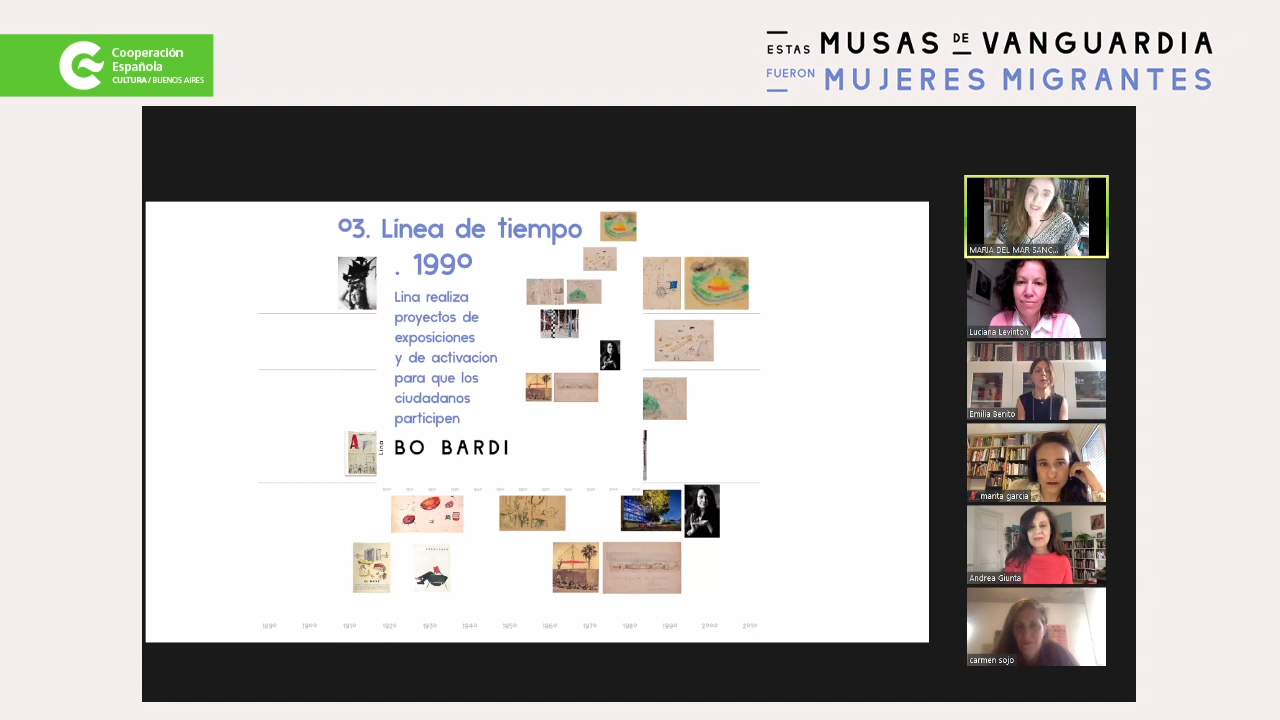 Cooperación
Española
CULTURA / BUENOS AIRES
ESTAS MUSAS DE VANGUARDIA
FUERON MUJERES MIGRANTES
03. Línea de tiempo
. 1990
Lina realiza
proyectos de
exposiciones
y de activacion
para que los
ciudadanos
participen
Lina BO BARDI
1890 1900 1910 1920 1930 1940 1950 1960 1970 1980 1990 2000 2010
MARIA DEL MAR SANC...
Luciana Levinton
Emilia Benito
marita garcia
Andrea Giunta
carmen sojo